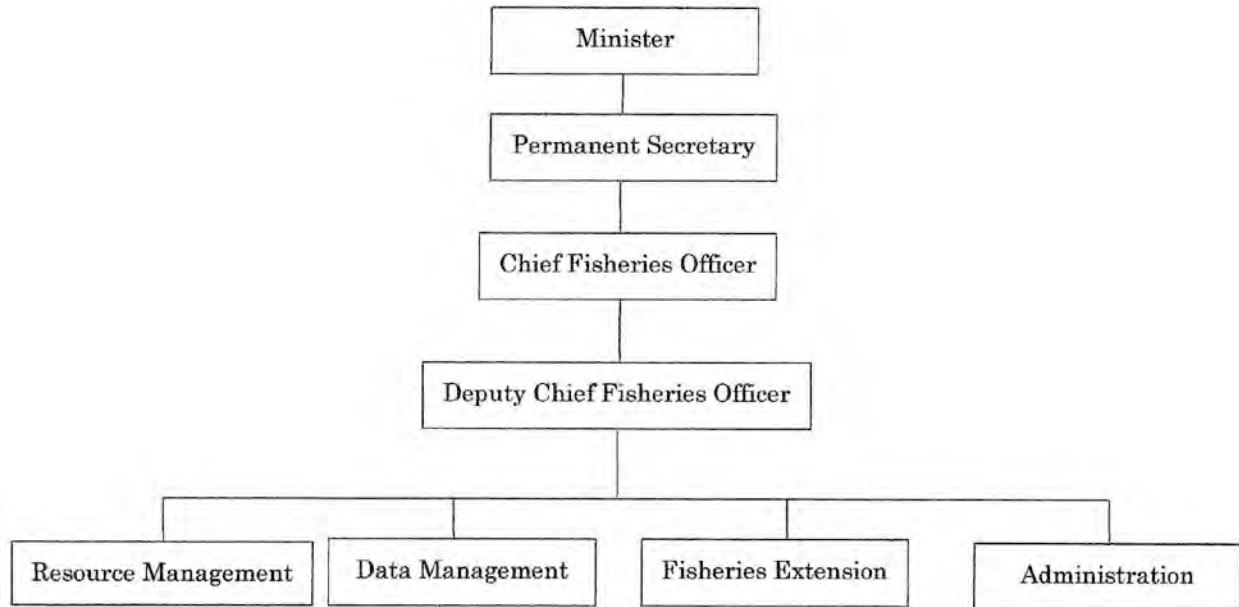 Minister
Permanent Secretary
Chief Fisheries Officer
Deputy Chief Fisheries Officer
Resource Management
Data Management
Fisheries Extension
Administration